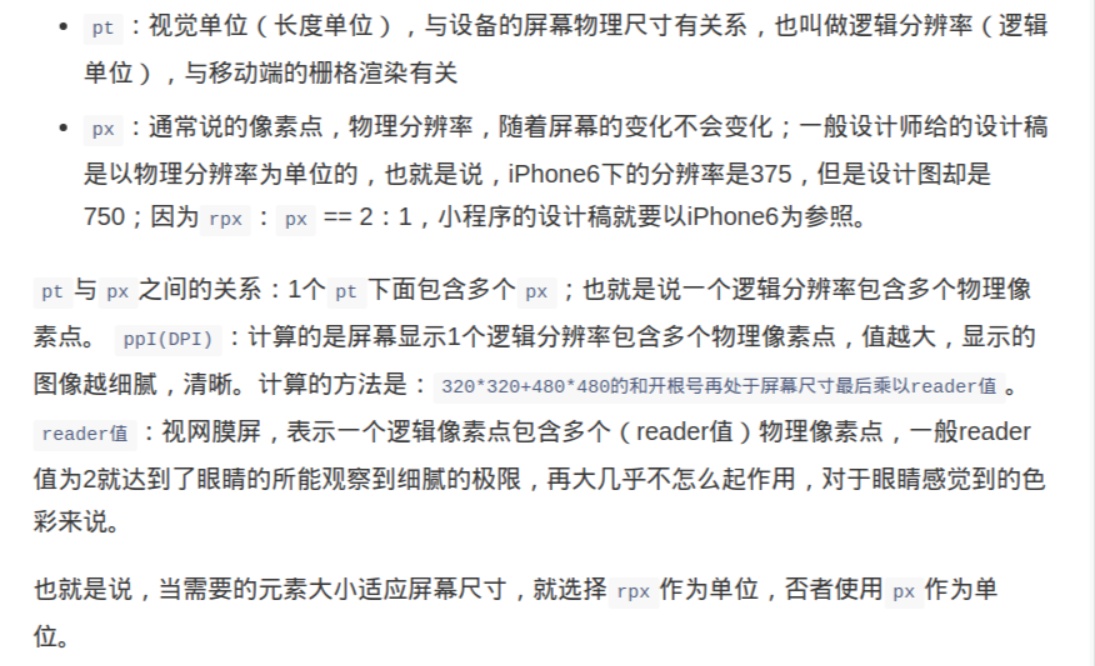 pt：视觉单位（长度单位），与设备的屏幕物理尺寸有关系，也叫做逻辑分辨率（逻辑
单位），与移动端的栅格渲染有关
px：通常说的像素点，物理分辨率，随着屏幕的变化不会变化；一般设计师给的设计稿
是以物理分辨率为单位的，也就是说，iPhone6下的分辨率是375，但是设计图却是
750；因为 rpx ： px == 2：1，小程序的设计稿就要以iPhone6为参照。
pt 与 px 之间的关系：1个 pt 下面包含多个 px ；也就是说一个逻辑分辨率包含多个物理像
素点。 ppI(DPI) ：计算的是屏幕显示1个逻辑分辨率包含多个物理像素点，值越大，显示的
图像越细腻，清晰。计算的方法是： 320*320+480*480的和开根号再处于屏幕尺寸最后乘以reader值 。
reader值 ：视网膜屏，表示一个逻辑像素点包含多个（reader值）物理像素点，一般reader
值为2就达到了眼睛的所能观察到细腻的极限，再大几乎不怎么起作用，对于眼睛感觉到的色
彩来说。
也就是说，当需要的元素大小适应屏幕尺寸，就选择 rpx 作为单位，否者使用 px 作为单
位。